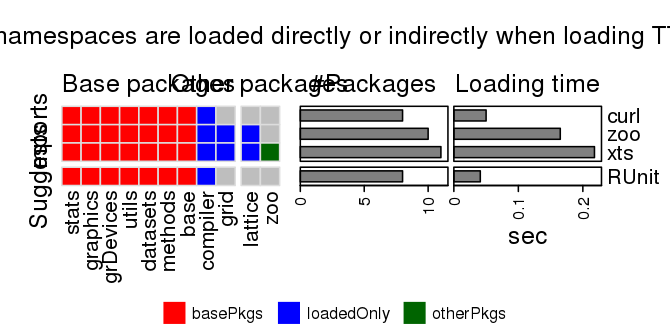 namespaces are loaded directly or indirectly when loading TT
Base packages Other packages #Packages Loading time
Imports
Suggests
curl
zoo
xts
RUnit
stats graphics grDevices utils datasets methods base compiler grid lattice zoo
0 5 10 0 0.1 0.2
sec
basePkgs loadedOnly otherPkgs